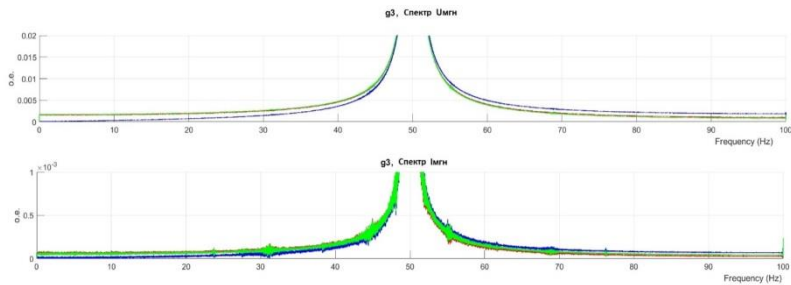 g3, Спектр Uмгн
0.02
0.015
0.01
0.005
0
о.е.
0 10 20 30 40 50 60 70 80 90 100
Frequency (Hz)
g3, Спектр Iмгн
1 ×10⁻³
0.5
0
о.е.
0 10 20 30 40 50 60 70 80 90 100
Frequency (Hz)